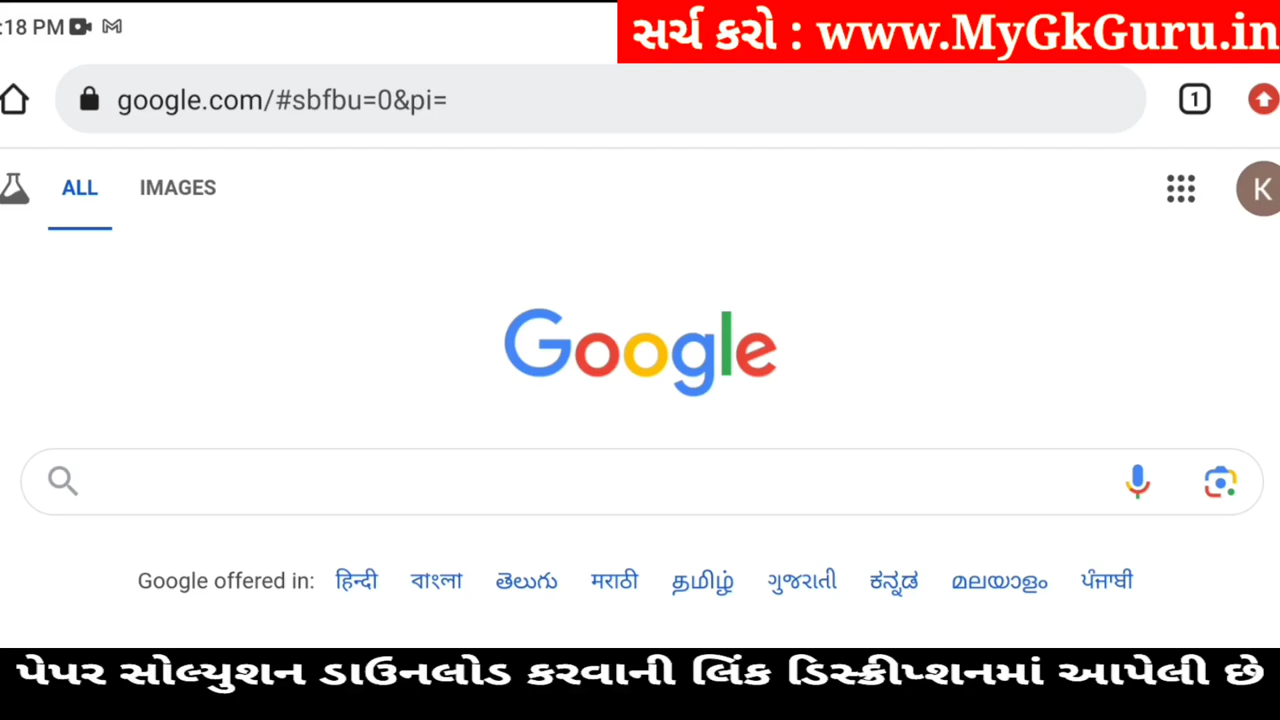 :18 PM
સર્ચ કરો : www.MyGkGuru.in
google.com/#sbfbu=0&pi=
1
ALL IMAGES
K
Google
Google offered in: हिन्दी বাংলা తెలుగు मराठी தமிழ் ગુજરાતી ಕನ್ನಡ മലയാളം ਪੰਜਾਬੀ
પેપર સોલ્યુશન ડાઉનલોડ કરવાની લિંક ડિસ્ક્રીપ્શનમાં આપેલી છે